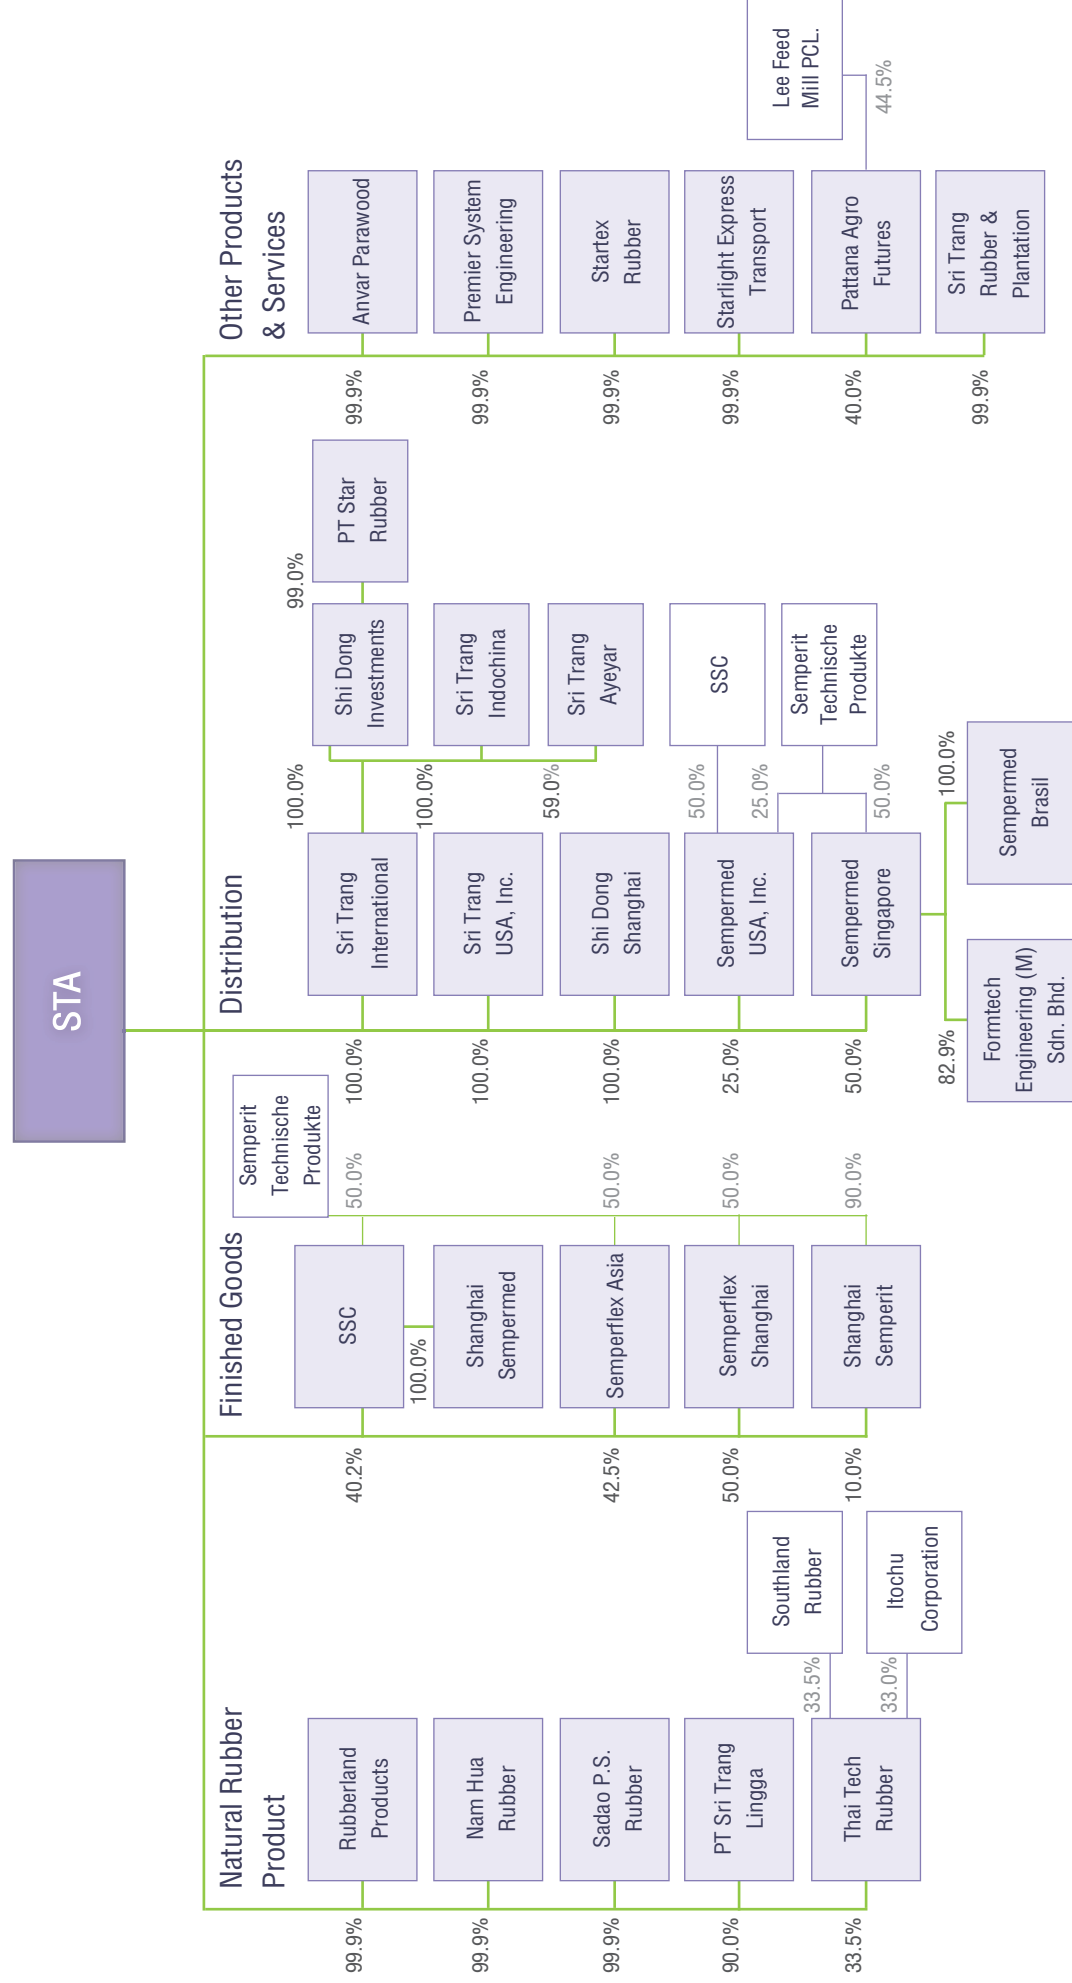 STA
Natural Rubber
Product
99.9%
Rubberland
Products
99.9%
Nam Hua
Rubber
99.9%
Sadao P.S.
Rubber
90.0%
PT Sri Trang
Lingga
33.5%
Thai Tech
Rubber
33.5%
Southland
Rubber
33.0%
Itochu
Corporation
Finished Goods
Semperit
Technische
Produkte
40.2%
SSC
50.0%
100.0%
Shanghai
Sempermed
42.5%
Semperflex Asia
50.0%
50.0%
Semperflex
Shanghai
50.0%
10.0%
Shanghai
Semperit
90.0%
Distribution
100.0%
Sri Trang
International
100.0%
Shi Dong
Investments
99.0%
PT Star
Rubber
100.0%
Sri Trang
Indochina
59.0%
Sri Trang
Ayeyar
100.0%
Sri Trang
USA, Inc.
100.0%
Shi Dong
Shanghai
25.0%
Sempermed
USA, Inc.
50.0%
SSC
25.0%
Semperit
Technische
Produkte
50.0%
Sempermed
Singapore
50.0%
82.9%
Formtech
Engineering (M)
Sdn. Bhd.
100.0%
Sempermed
Brasil
Other Products
& Services
99.9%
Anvar Parawood
99.9%
Premier System
Engineering
99.9%
Startex
Rubber
99.9%
Starlight Express
Transport
40.0%
Pattana Agro
Futures
44.5%
Lee Feed
Mill PCL.
99.9%
Sri Trang
Rubber &
Plantation